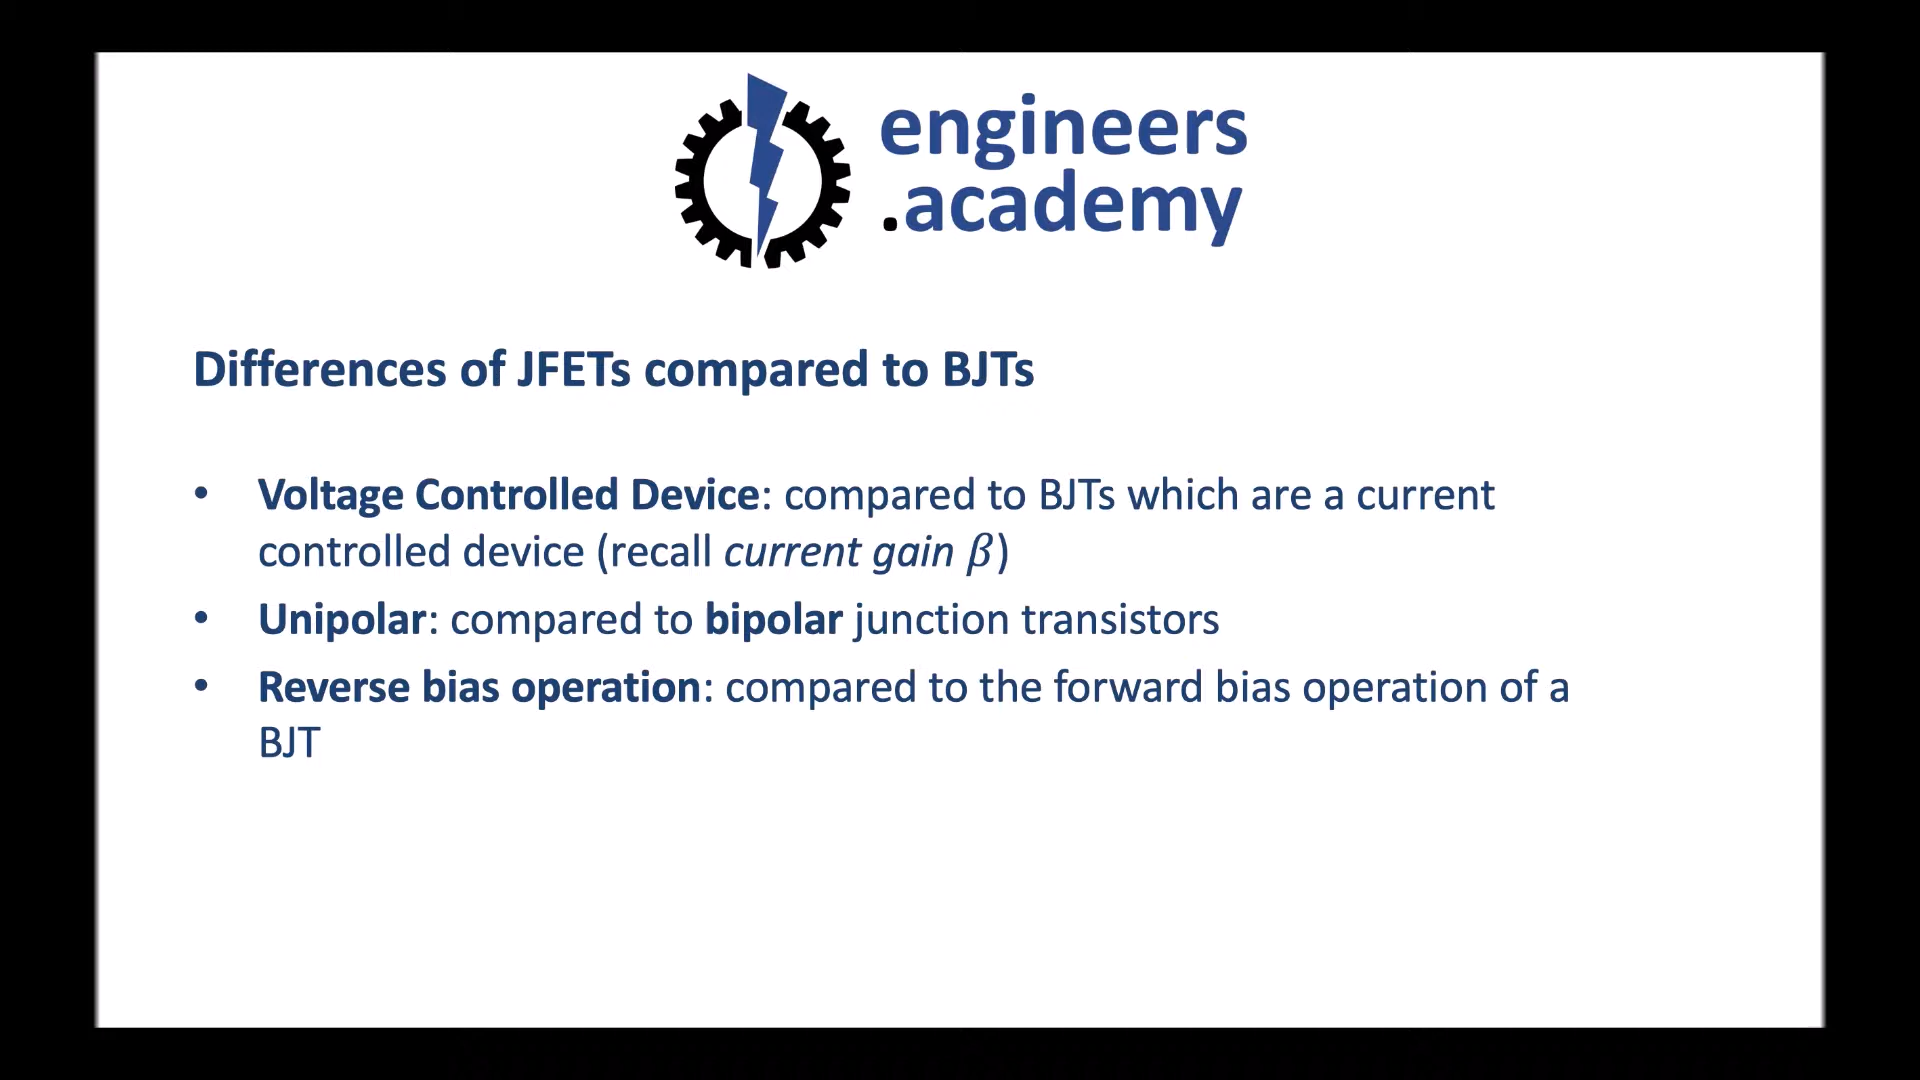 engineers
.academy
Differences of JFETs compared to BJTs
• Voltage Controlled Device: compared to BJTs which are a current
controlled device (recall current gain β)
• Unipolar: compared to bipolar junction transistors
• Reverse bias operation: compared to the forward bias operation of a
BJT